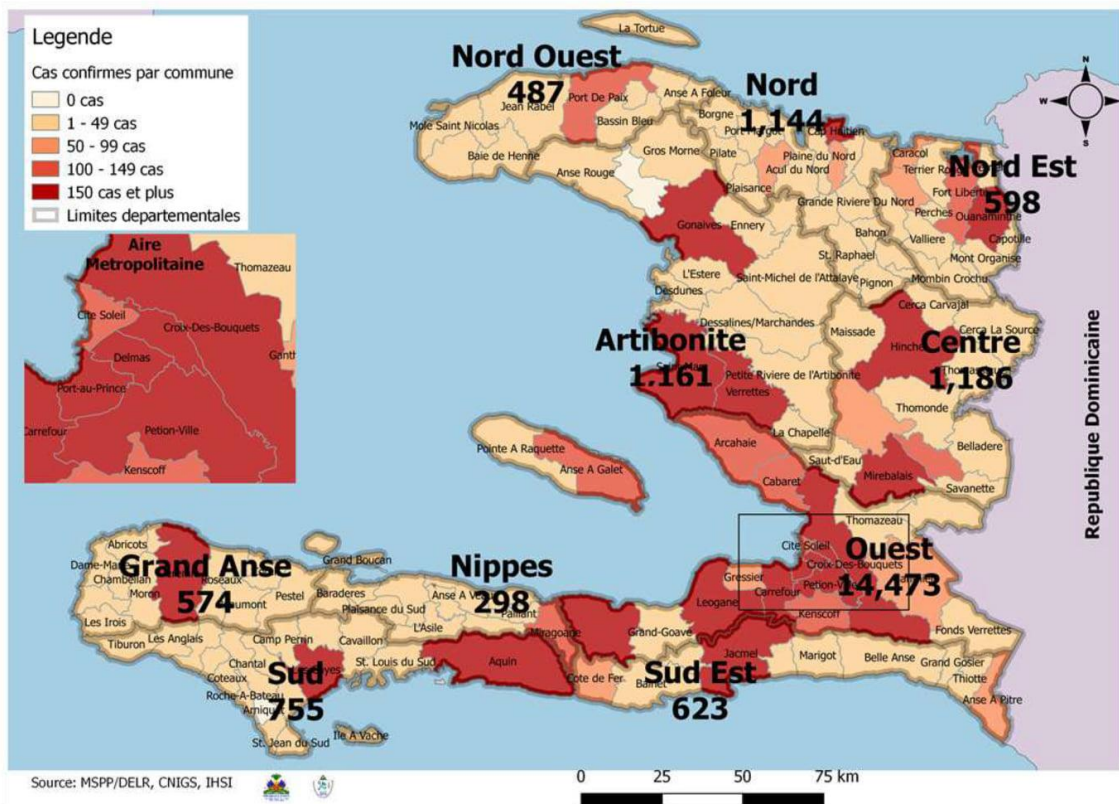 Legende
Cas confirmes par commune
0 cas
1 - 49 cas
50 - 99 cas
100 - 149 cas
150 cas et plus
Limites departementales
Aire
Metropolitaine
Thomazeau
Cite Soleil
Croix-Des-Bouquets
Delmas
Port-au-Prince
Carrefour
Petion-Ville
Kenscoff
La Tortue
Nord Ouest
487
Port De Paix
Jean Rabel
Anse A Foleur
Bassin Bleu
Mole Saint Nicolas
Baie de Henne
Nord
1,144
Borgne
Port Margot
Cap Haitien
Pilate
Plaine du Nord
Acul du Nord
Plaisance
Grande Riviere Du Nord
Bahon
St. Raphael
Pignon
Nord Est
598
Caracol
Terrier Rouge
Fort Liberte
Ouanaminthe
Perches
Capotille
Valliere
Mont Organise
Mombin Crochu
Gros Morne
Anse Rouge
Gonaives
Ennery
L'Estere
Saint-Michel de l'Attalaye
Desdunes
Dessalines/Marchandes
Artibonite
1,161
Petite Riviere de l'Artibonite
Verrettes
La Chapelle
Cerca Carvajal
Maissade
Cerca La Source
Centre
1,186
Thomonde
Belladere
Saut-d'Eau
Mirebalais
Savanette
Pointe A Raquette
Anse A Galet
Arcahaie
Cabaret
Thomazeau
Cite Soleil
Ouest
14,473
Croix-Des-Bouquets
Gressier
Carrefour
Petion-Ville
Leogane
Kenscoff
Fonds Verrettes
Grand-Goave
Abricots
Grand Anse
574
Chambellan
Moron
Roseaux
Pestel
Les Irois
Grand Boucan
Baraderes
Nippes
298
Plaisance du Sud
L'Asile
Paillant
Miragoane
Tiburon
Les Anglais
Camp Perrin
Cavaillon
Chantal
Coteaux
Sud
755
St. Louis du Sud
Aquin
Roche-A-Bateau
St. Jean du Sud
Ile A Vache
Cote de Fer
Bainet
Sud Est
623
Jacmel
Marigot
Belle Anse
Grand Gosier
Thiotte
Anse A Pitre
Republique Dominicaine
N
W
E
S
Source: MSPP/DELR, CNIGS, IHSI
0 25 50 75 km